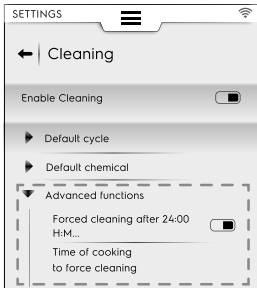 SETTINGS
Cleaning
Enable Cleaning
Default cycle
Default chemical
Advanced functions
Forced cleaning after 24:00
H:M...
Time of cooking
to force cleaning